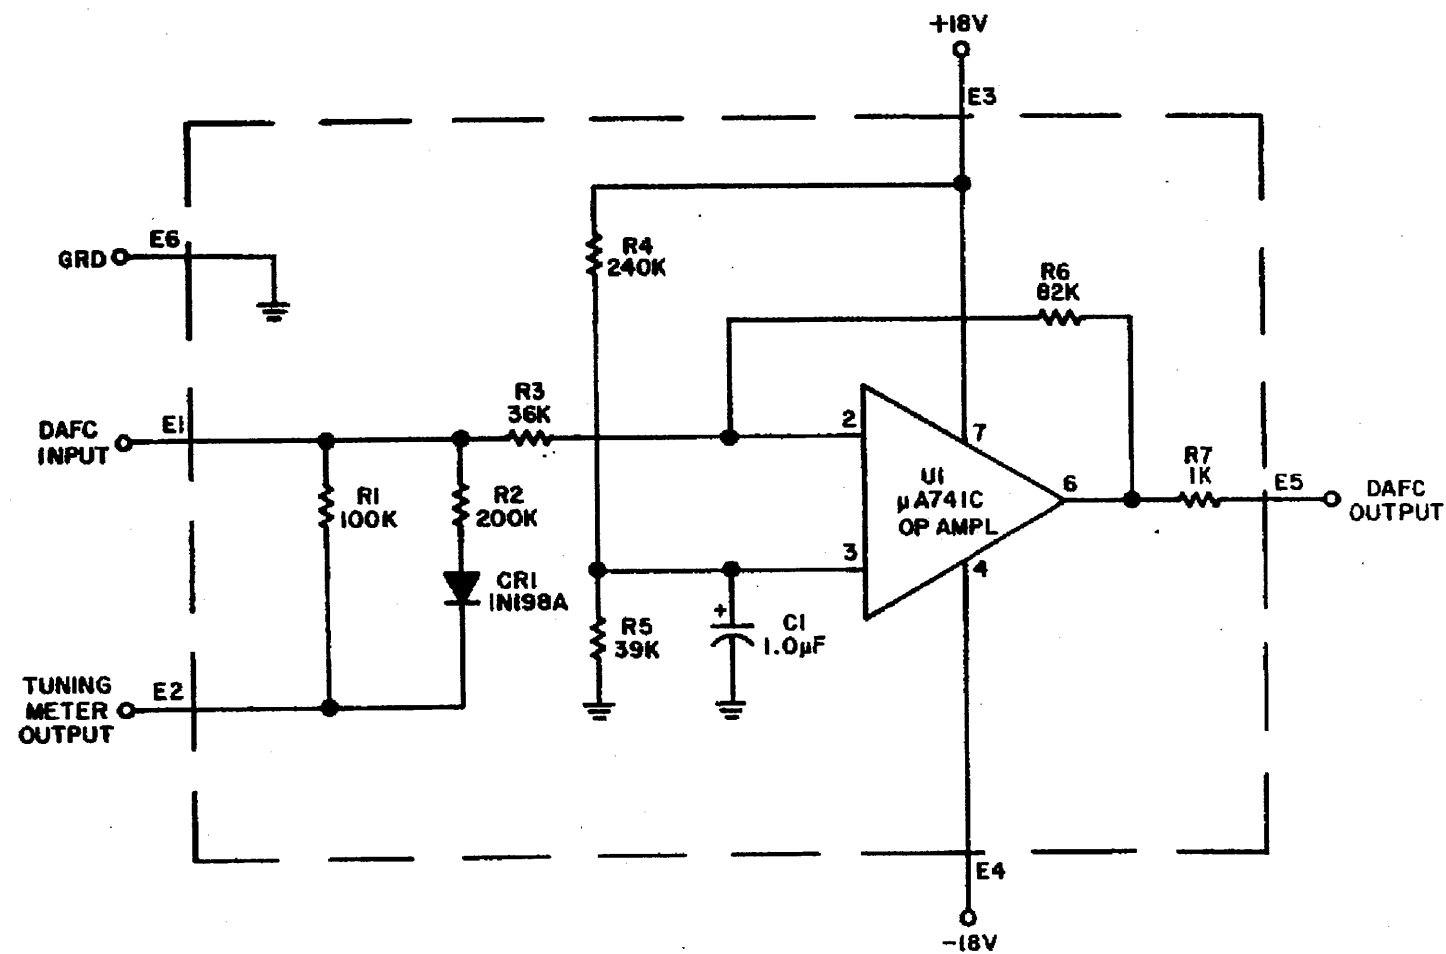 +18V
E3
E6
GRD
R4
240K
R6
82K
R3
36K
E1
DAFC
INPUT
2
7
R1
100K
R2
200K
U1
µA741C
OP AMPL
6
R7
1K
E5
DAFC
OUTPUT
3
4
CR1
1N198A
+
C1
1.0µF
R5
39K
TUNING
METER
OUTPUT
E2
E4
-18V